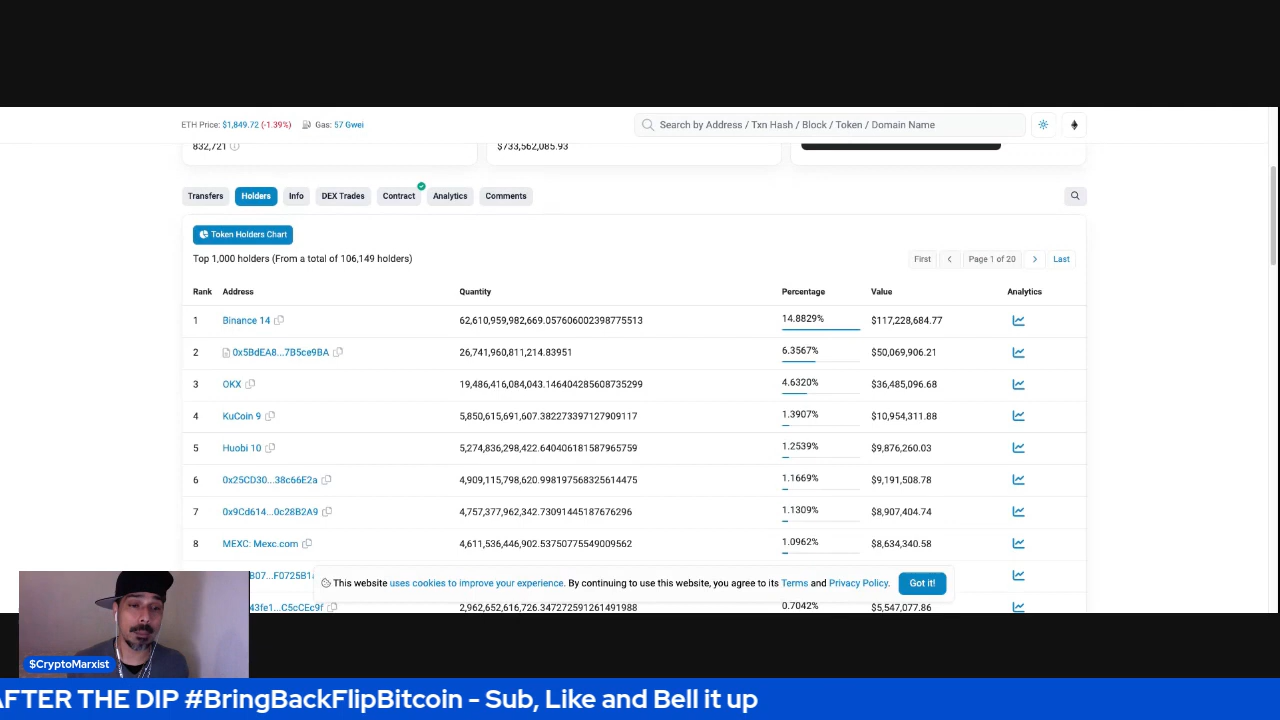 ETH Price: $1,849.72 (-1.39%) Gas: 57 Gwei
Search by Address / Txn Hash / Block / Token / Domain Name
832,721 $733,562,085.93
Transfers Holders Info DEX Trades Contract Analytics Comments
Token Holders Chart
Top 1,000 holders (From a total of 106,149 holders)
First Page 1 of 20 Last
Rank Address Quantity Percentage Value Analytics
1 Binance 14 62,610,959,982,669.057606002398775513 14.8829% $117,228,684.77
2 0x5BdEA8...7B5ce9BA 26,741,960,811,214.83951 6.3567% $50,069,906.21
3 OKX 19,486,416,084,043.146404285608735299 4.6320% $36,485,096.68
4 KuCoin 9 5,850,615,691,607.382273397127909117 1.3907% $10,954,311.88
5 Huobi 10 5,274,836,298,422.640406181587965759 1.2539% $9,876,260.03
6 0x25CD30...38c66E2a 4,909,115,798,620.998197568325614475 1.1669% $9,191,508.78
7 0x9Cd614...0c28B2A9 4,757,377,962,342.73091445187676296 1.1309% $8,907,404.74
8 MEXC: Mexc.com 4,611,536,446,902.53750775549009562 1.0962% $8,634,340.58
B07...F0725B1
This website uses cookies to improve your experience. By continuing to use this website, you agree to its Terms and Privacy Policy. Got it!
43fe1...C5cCEc9f 2,962,652,616,726.347272591261491988 0.7042% $5,547,077.86
$CryptoMarxist
AFTER THE DIP #BringBackFlipBitcoin - Sub, Like and Bell it up